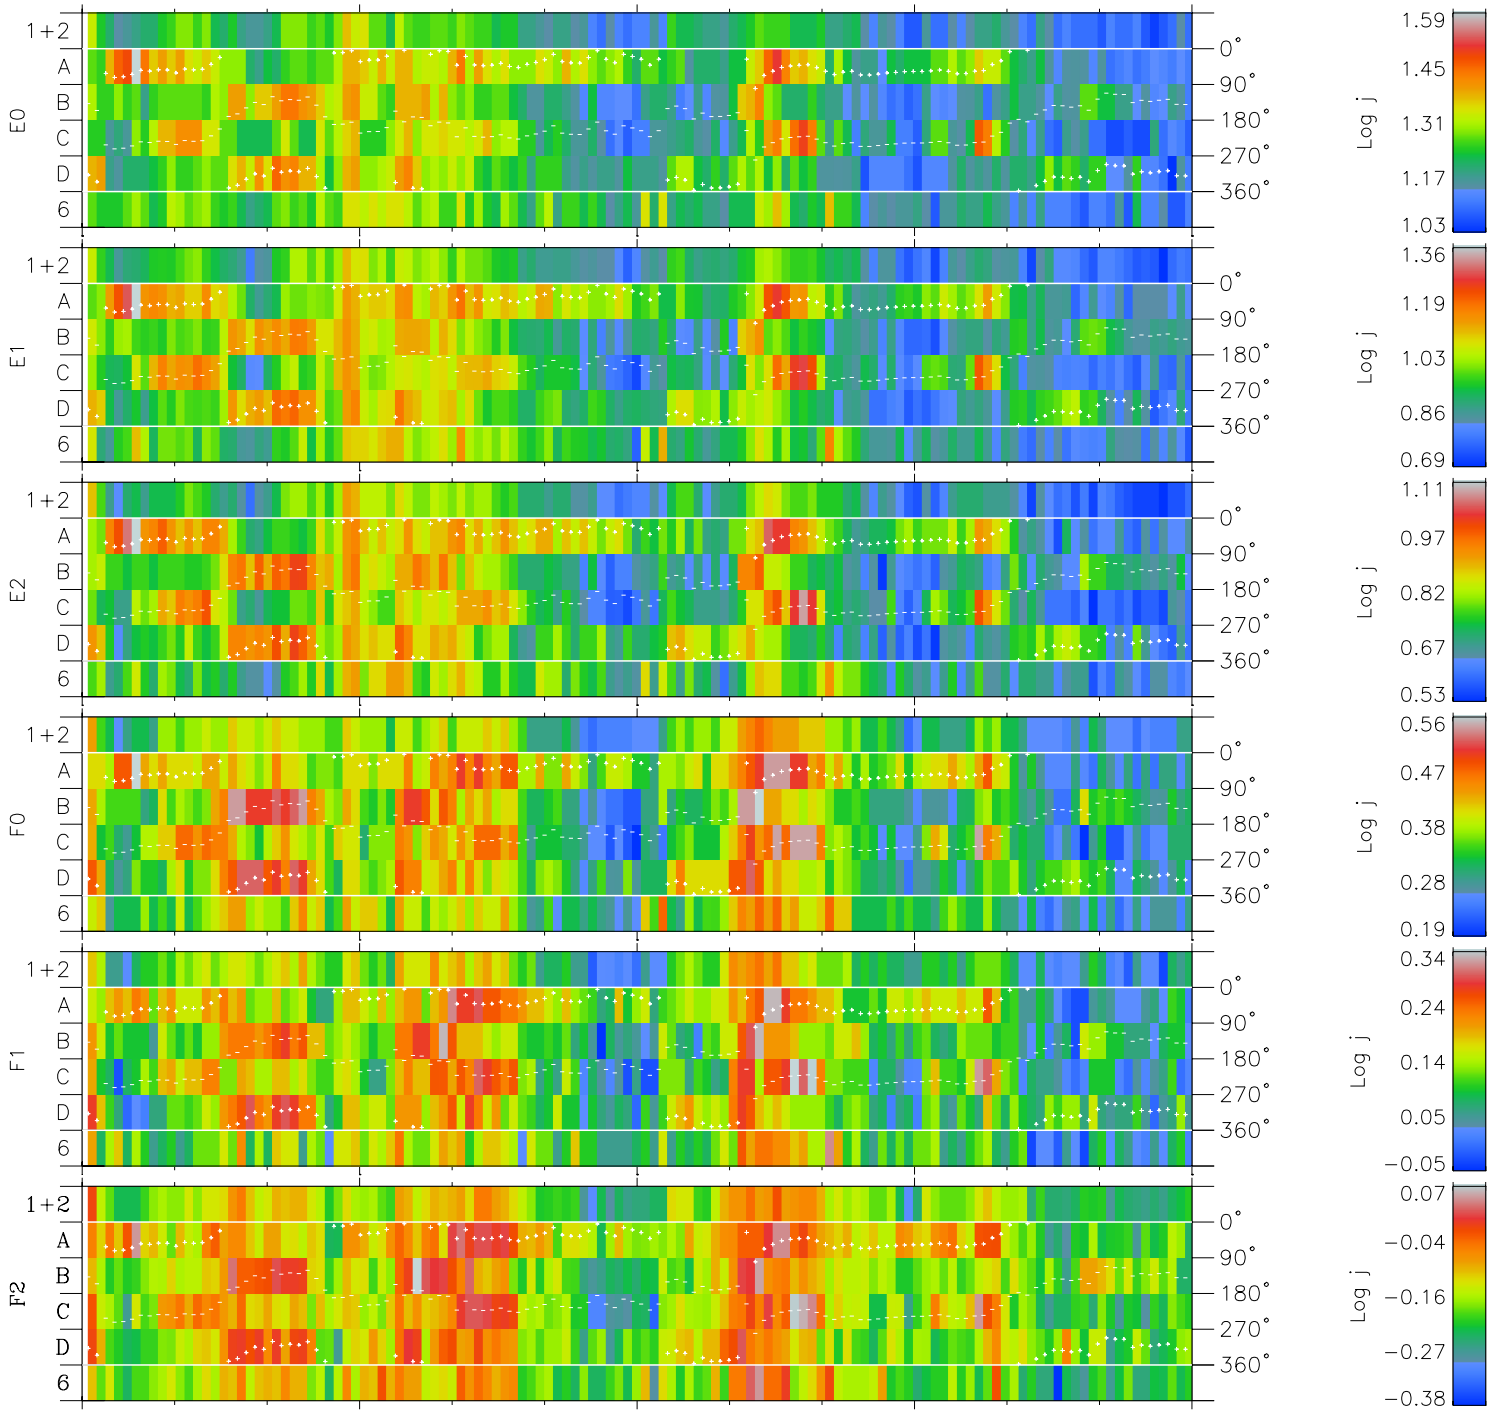 E0
1+2
A
B
C
D
6
0°
90°
180°
270°
360°
Log j
1.59
1.45
1.31
1.17
1.03
E1
1+2
A
B
C
D
6
0°
90°
180°
270°
360°
Log j
1.36
1.19
1.03
0.86
0.69
E2
1+2
A
B
C
D
6
0°
90°
180°
270°
360°
Log j
1.11
0.97
0.82
0.67
0.53
F0
1+2
A
B
C
D
6
0°
90°
180°
270°
360°
Log j
0.56
0.47
0.38
0.28
0.19
F1
1+2
A
B
C
D
6
0°
90°
180°
270°
360°
Log j
0.34
0.24
0.14
0.05
−0.05
F2
1+2
A
B
C
D
6
0°
90°
180°
270°
360°
Log j
0.07
−0.04
−0.16
−0.27
−0.38